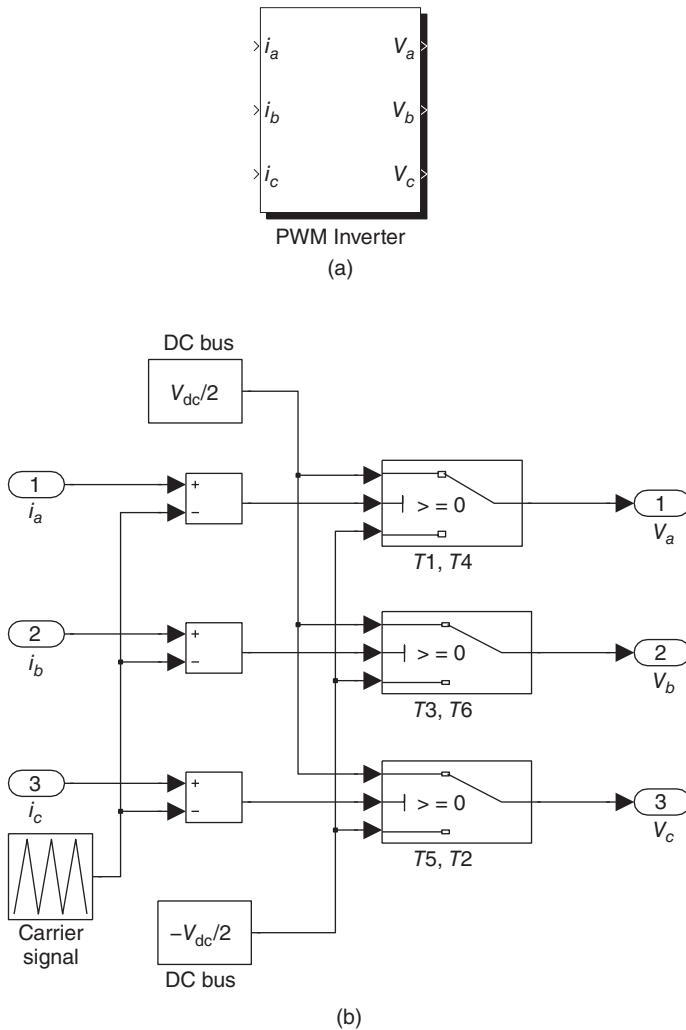 i_a V_a
i_b V_b
i_c V_c
PWM Inverter
(a)
DC bus
V_dc/2
1
i_a
+
−
> = 0
T1, T4
1
V_a
2
i_b
+
−
> = 0
T3, T6
2
V_b
3
i_c
+
−
> = 0
T5, T2
3
V_c
Carrier
signal
−V_dc/2
DC bus
(b)